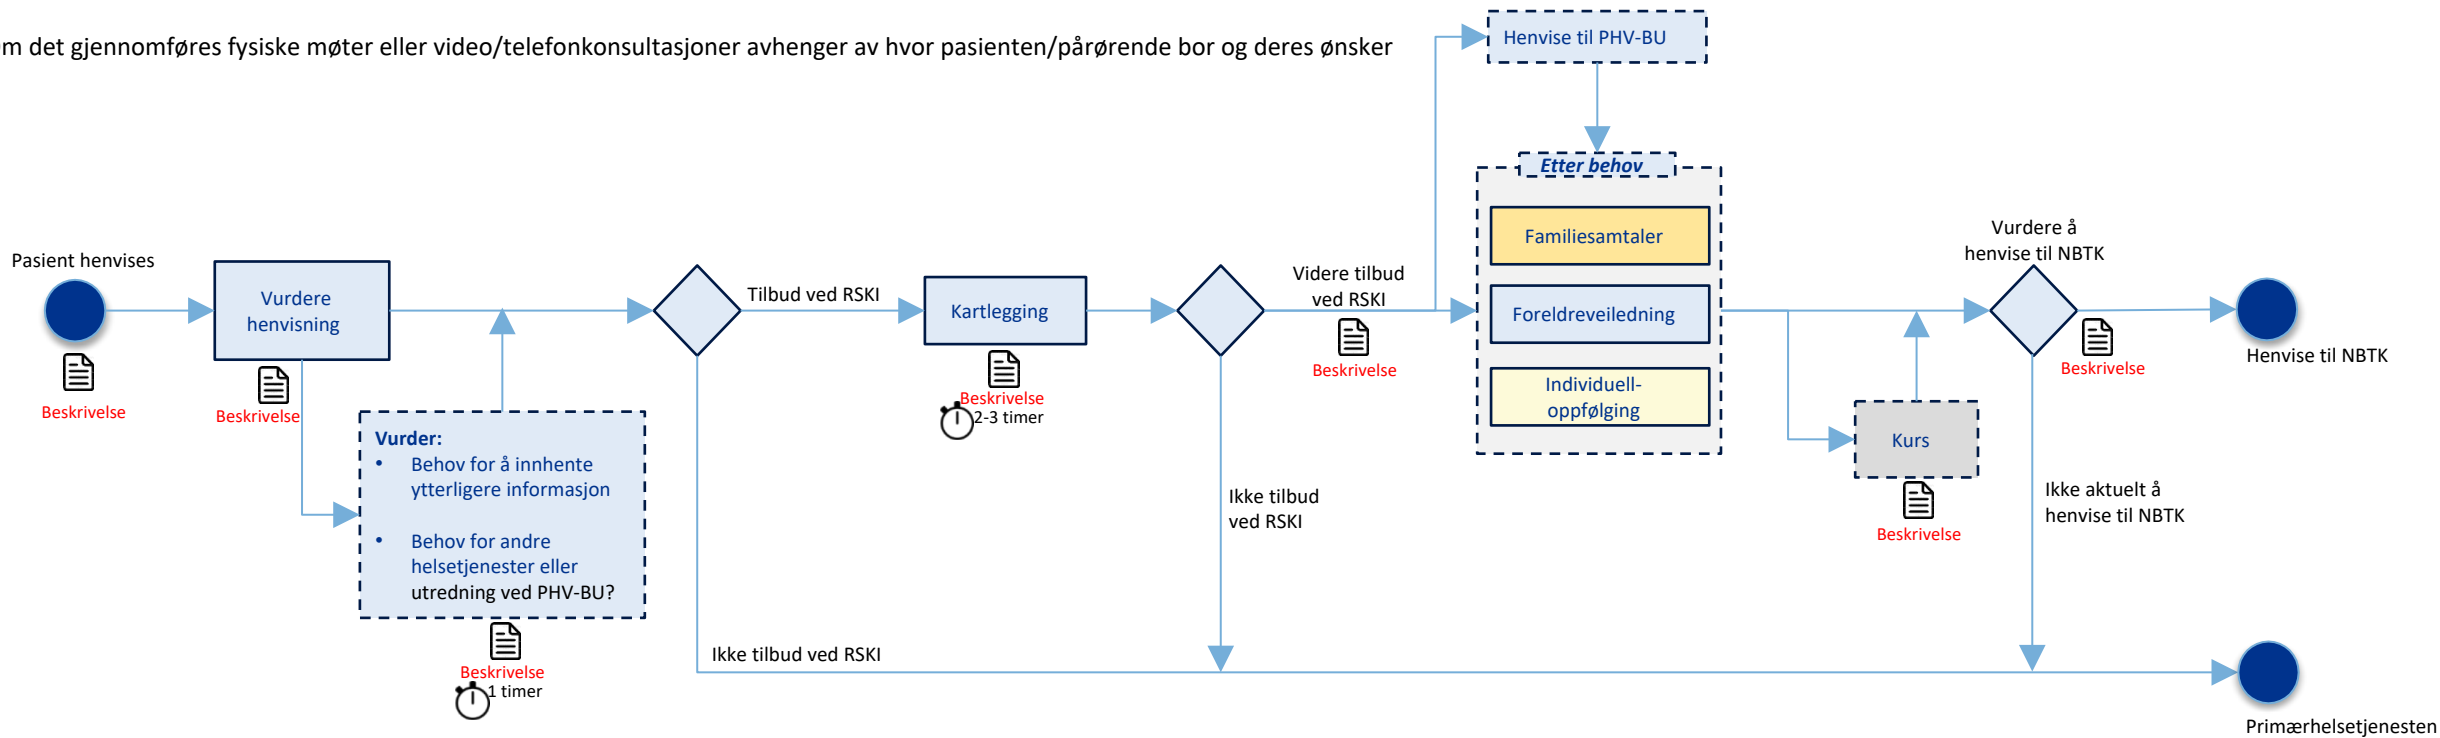 m det gjennomføres fysiske møter eller video/telefonkonsultasjoner avhenger av hvor pasienten/pårørende bor og deres ønsker
Henvise til PHV-BU
Etter behov
Familiesamtaler
Foreldreveiledning
Individuell-
oppfølging
Pasient henvises
Beskrivelse
Vurdere
henvisning
Beskrivelse
Vurder:
• Behov for å innhente
ytterligere informasjon
• Behov for andre
helsetjenester eller
utredning ved PHV-BU?
Beskrivelse
1 timer
Tilbud ved RSKI
Ikke tilbud ved RSKI
Kartlegging
Beskrivelse
2-3 timer
Videre tilbud
ved RSKI
Beskrivelse
Ikke tilbud
ved RSKI
Kurs
Beskrivelse
Vurdere å
henvise til NBTK
Beskrivelse
Ikke aktuelt å
henvise til NBTK
Henvise til NBTK
Primærhelsetjenesten